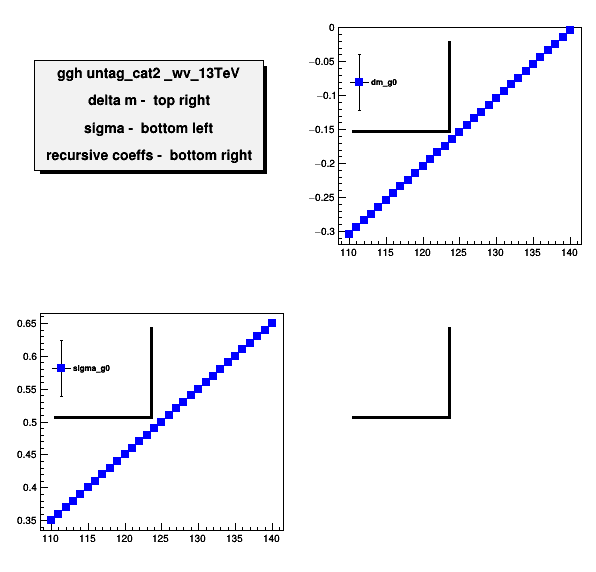 ggh untag_cat2 _wv_13TeV
delta m - top right
sigma - bottom left
recursive coeffs - bottom right
0
−0.05
−0.1
−0.15
−0.2
−0.25
−0.3
dm_g0
110 115 120 125 130 135 140
0.65
0.6
0.55
0.5
0.45
0.4
0.35
sigma_g0
110 115 120 125 130 135 140